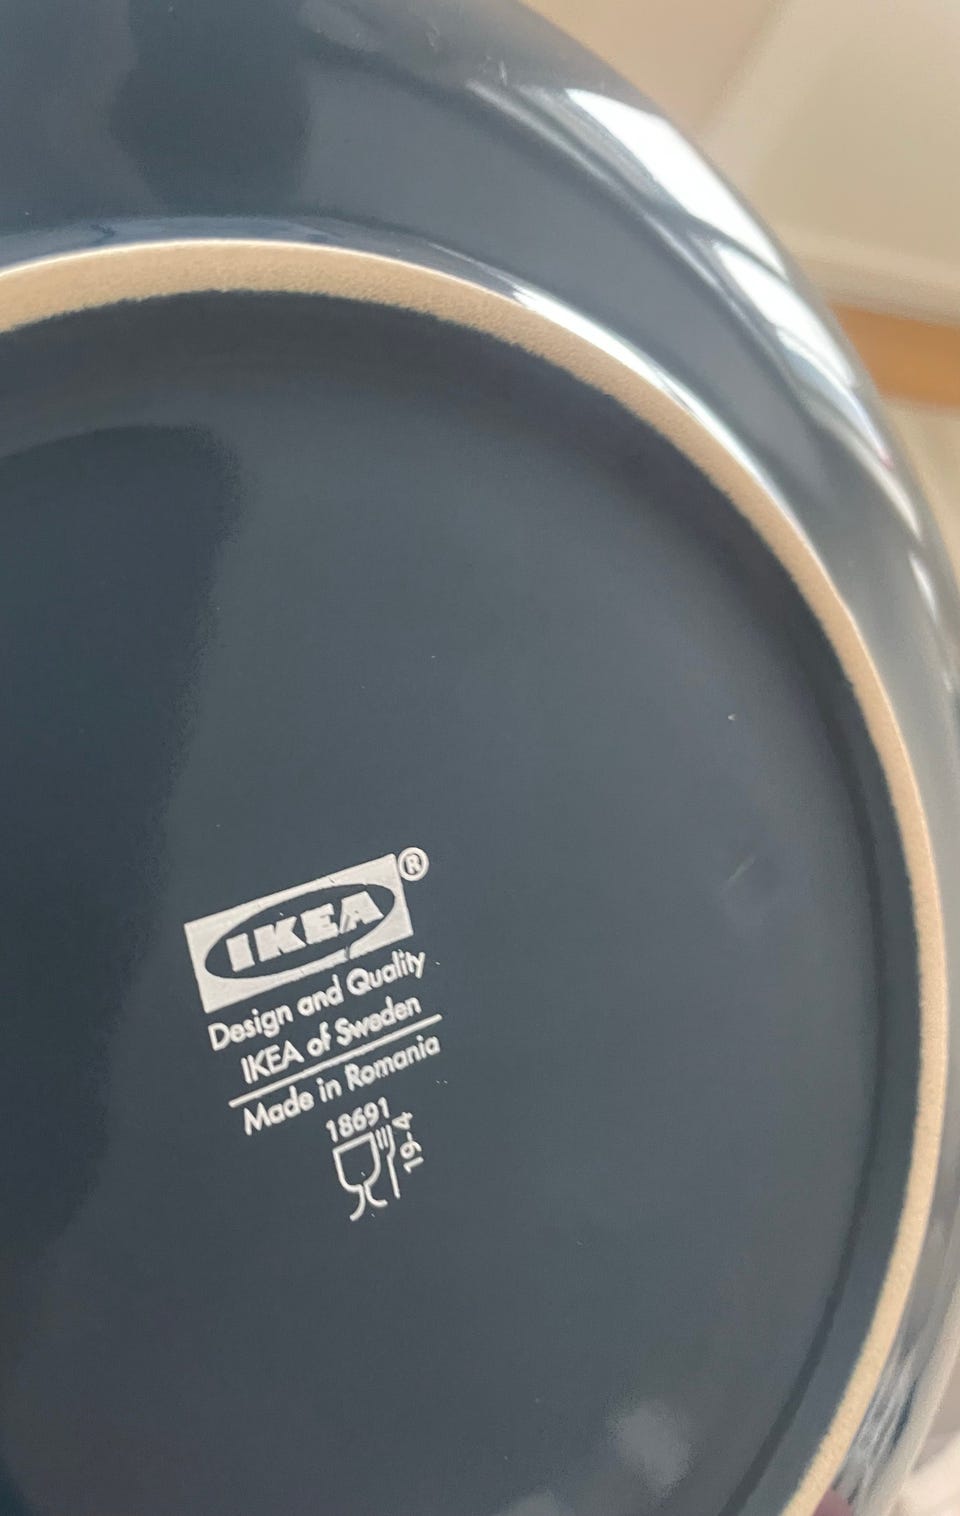 IKEA®
Design and Quality
IKEA of Sweden
Made in Romania
18691
19-4